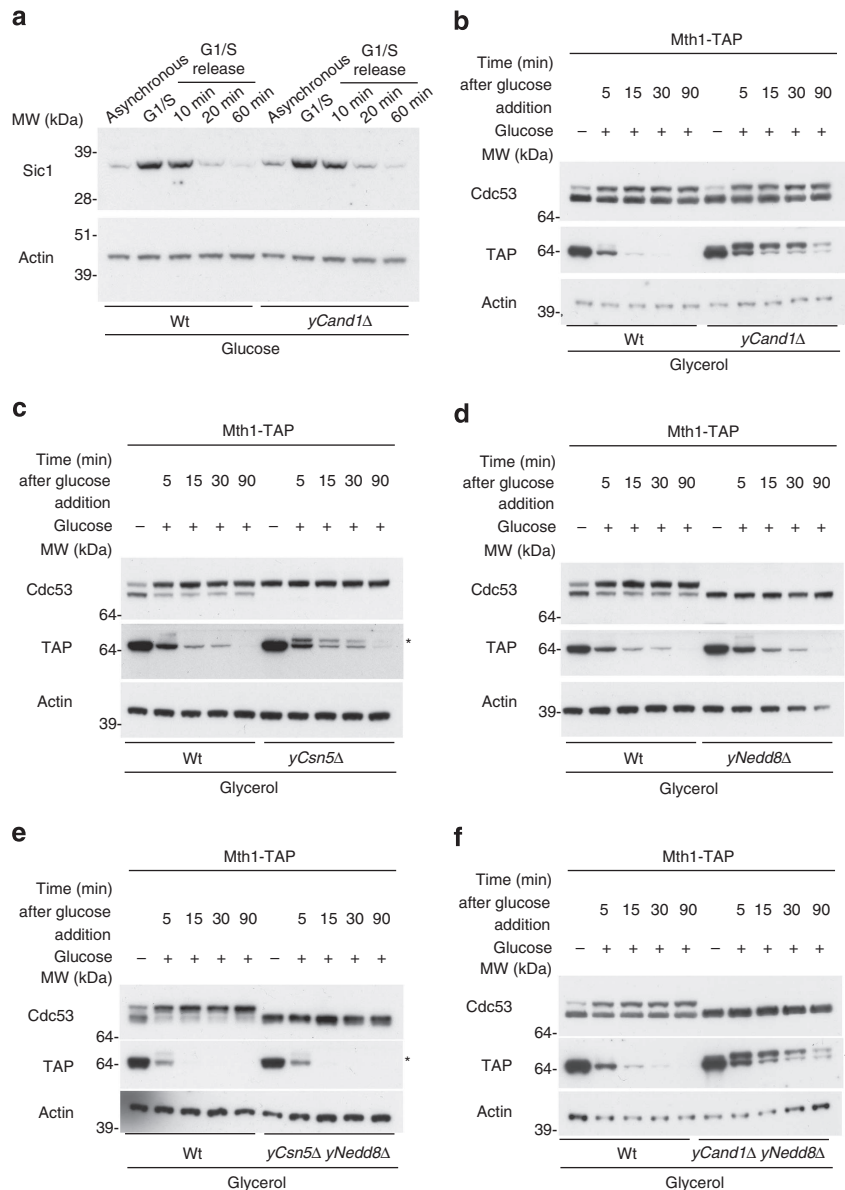 a
Asynchronous G1/S G1/S release 10 min 20 min 60 min Asynchronous G1/S G1/S release 10 min 20 min 60 min
MW (kDa)
39-
Sic1
28-
51-
Actin
39-
Wt yCand1Δ
Glucose
b
Mth1-TAP
Time (min)
after glucose 5 15 30 90 5 15 30 90
addition
Glucose – + + + + – + + + +
MW (kDa)
Cdc53
64-
TAP 64-
Actin
39-
Wt yCand1Δ
Glycerol
c
Mth1-TAP
Time (min)
after glucose 5 15 30 90 5 15 30 90
addition
Glucose – + + + + – + + + +
MW (kDa)
Cdc53
64-
TAP 64- *
Actin
39-
Wt yCsn5Δ
Glycerol
d
Mth1-TAP
Time (min)
after glucose 5 15 30 90 5 15 30 90
addition
Glucose – + + + + – + + + +
MW (kDa)
Cdc53
64-
TAP 64-
Actin
39-
Wt yNedd8Δ
Glycerol
e
Mth1-TAP
Time (min)
after glucose 5 15 30 90 5 15 30 90
addition
Glucose – + + + + – + + + +
MW (kDa)
Cdc53
64-
TAP 64- *
Actin
39-
Wt yCsn5Δ yNedd8Δ
Glycerol
f
Mth1-TAP
Time (min)
after glucose 5 15 30 90 5 15 30 90
addition
Glucose – + + + + – + + + +
MW (kDa)
Cdc53
64-
TAP 64-
Actin
39-
Wt yCand1Δ yNedd8Δ
Glycerol